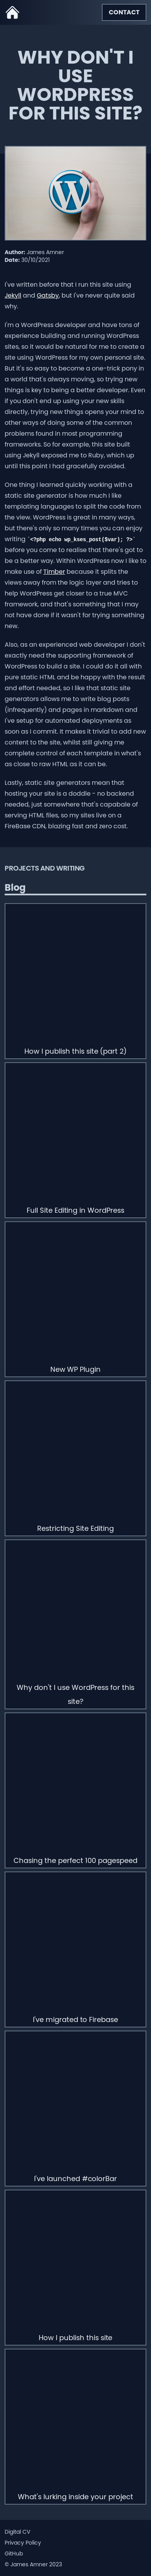 CONTACT
WHY DON'T I
USE
WORDPRESS
FOR THIS SITE?
Author: James Amner
Date: 30/10/2021
I've written before that I run this site using
Jekyll and Gatsby, but I've never quite said
why.
I'm a WordPress developer and have tons of
experience building and running WordPress
sites, so it would be natural for me to create a
site using WordPress for my own personal site.
But it's so easy to become a one-trick pony in
a world that's always moving, so trying new
things is key to being a better developer. Even
if you don't end up using your new skills
directly, trying new things opens your mind to
other ways of doing some of the common
problems found in most programming
frameworks. So for example, this site built
using Jekyll exposed me to Ruby, which up
until this point I had gracefully avoided.
One thing I loved quickly working with a
static site generator is how much I like
templating languages to split the code from
the view. WordPress is great in many ways,
but there's only so many times you can enjoy
writing `<?php echo wp_kses_post($var); ?>`
before you come to realise that there's got to
be a better way. Within WordPress now I like to
make use of Timber because it splits the
views away from the logic layer and tries to
help WordPress get closer to a true MVC
framework, and that's something that I may
not have done if it wasn't for trying something
new.
Also, as an experienced web developer I don't
exactly need the supporting framework of
WordPress to build a site. I could do it all with
pure static HTML and be happy with the result
and effort needed, so I like that static site
generators allows me to write blog posts
(infrequently) and pages in markdown and
I've setup for automated deployments as
soon as I commit. It makes it trivial to add new
content to the site, whilst still giving me
complete control of each template in what's
as close to raw HTML as it can be.
Lastly, static site generators mean that
hosting your site is a doddle - no backend
needed, just somewhere that's capabale of
serving HTML files, so my sites live on a
FireBase CDN, blazing fast and zero cost.
PROJECTS AND WRITING
Blog
How I publish this site (part 2)
Full Site Editing in WordPress
New WP Plugin
Restricting Site Editing
Why don't I use WordPress for this
site?
Chasing the perfect 100 pagespeed
I've migrated to Firebase
I've launched #colorBar
How I publish this site
What's lurking inside your project
Digital CV
Privacy Policy
GitHub
© James Amner 2023